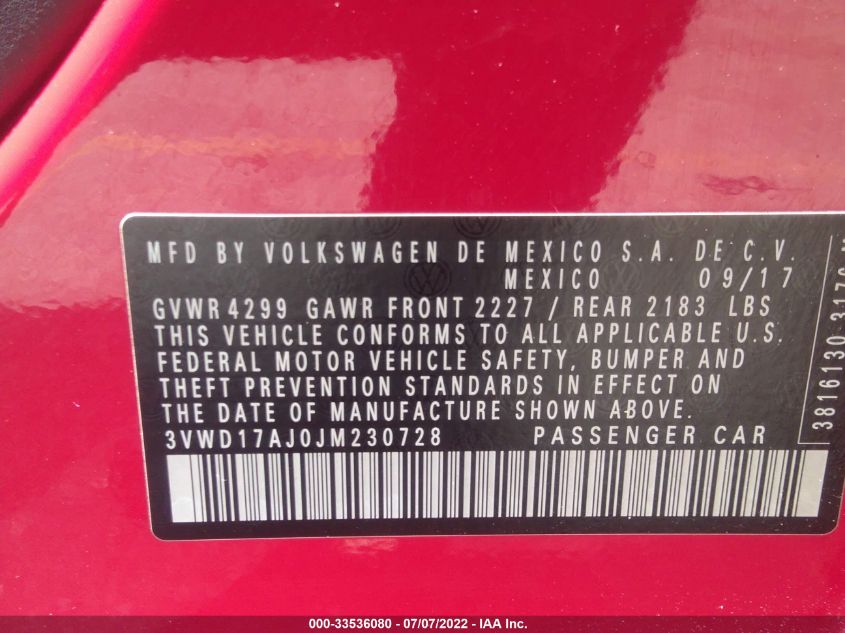 MFD BY VOLKSWAGEN DE MEXICO S.A. DE C.V.
MEXICO 09/17
GVWR 4299 GAWR FRONT 2227 / REAR 2183 LBS
THIS VEHICLE CONFORMS TO ALL APPLICABLE U.S.
FEDERAL MOTOR VEHICLE SAFETY, BUMPER AND
THEFT PREVENTION STANDARDS IN EFFECT ON
THE DATE OF MANUFACTURE SHOWN ABOVE.
3VWD17AJ0JM230728 PASSENGER CAR
3816130 3170
000-33536080 - 07/07/2022 - IAA Inc.